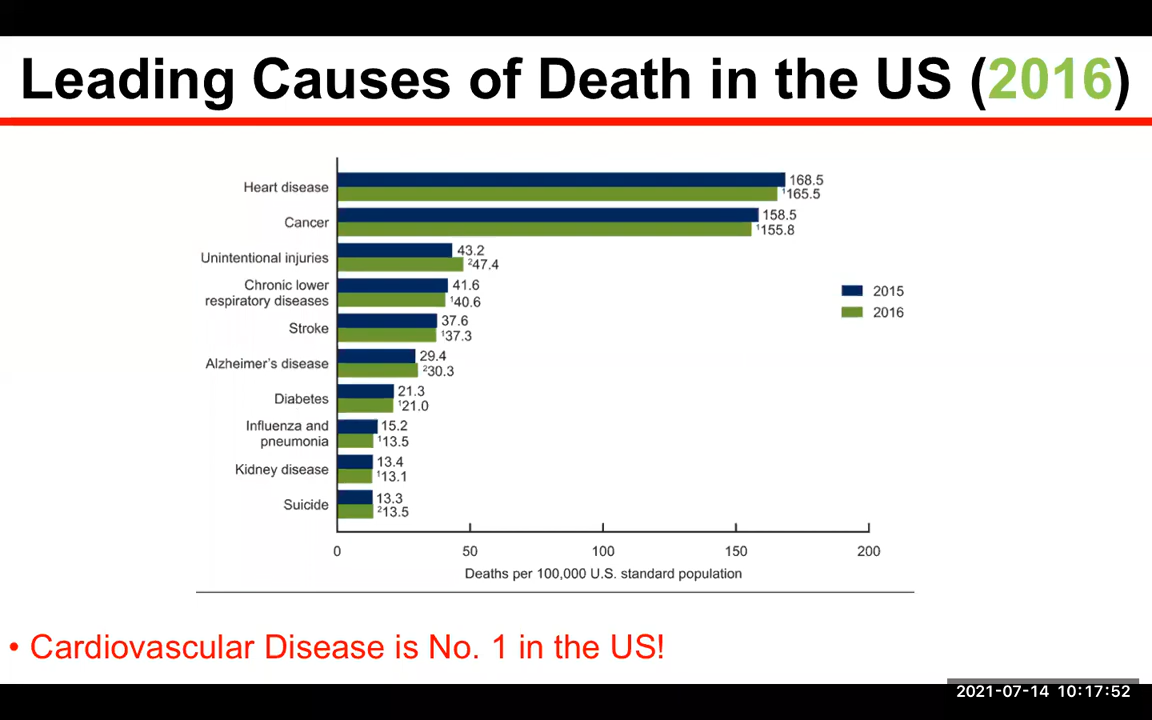 Leading Causes of Death in the US (2016)
Heart disease
168.5
¹165.5
Cancer
158.5
¹155.8
Unintentional injuries
43.2
²47.4
Chronic lower
respiratory diseases
41.6
¹40.6
Stroke
37.6
¹37.3
Alzheimer’s disease
29.4
²30.3
Diabetes
21.3
¹21.0
Influenza and
pneumonia
15.2
¹13.5
Kidney disease
13.4
¹13.1
Suicide
13.3
²13.5
2015
2016
0 50 100 150 200
Deaths per 100,000 U.S. standard population
• Cardiovascular Disease is No. 1 in the US!
2021-07-14 10:17:52